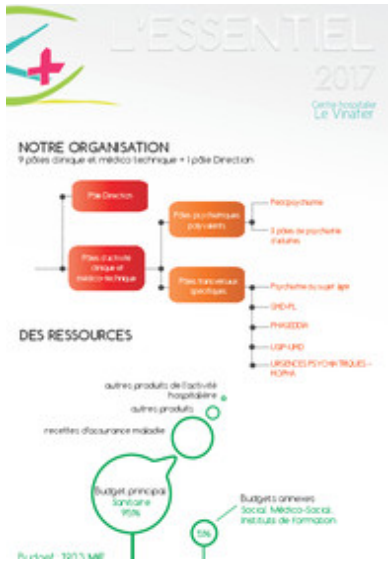 L'ESSENTIEL
2017
Centre hospitalier
Le Vinatier
NOTRE ORGANISATION
9 pôles clinique et médico technique + 1 pôle Direction
Pôle Direction
Pôles d'activité
clinique et
médico-technique
Pôles psychiatriques
polyvalents
Pôles transversaux
spécifiques
Pédopsychiatrie
3 pôles de psychiatrie
d'adultes
Psychiatrie du sujet âgé
SMD-PL
PHAGEDDIA
UGP-UMD
URGENCES PSYCHIATRIQUES –
DES RESSOURCES
autres produits de l'activité
hospitalière
autres produits
recettes d'assurance maladie
Budget principal
Sanitaire
95%
Budgets annexes
Social, Médico-Social,
Instituts de Formation
5%
Budget